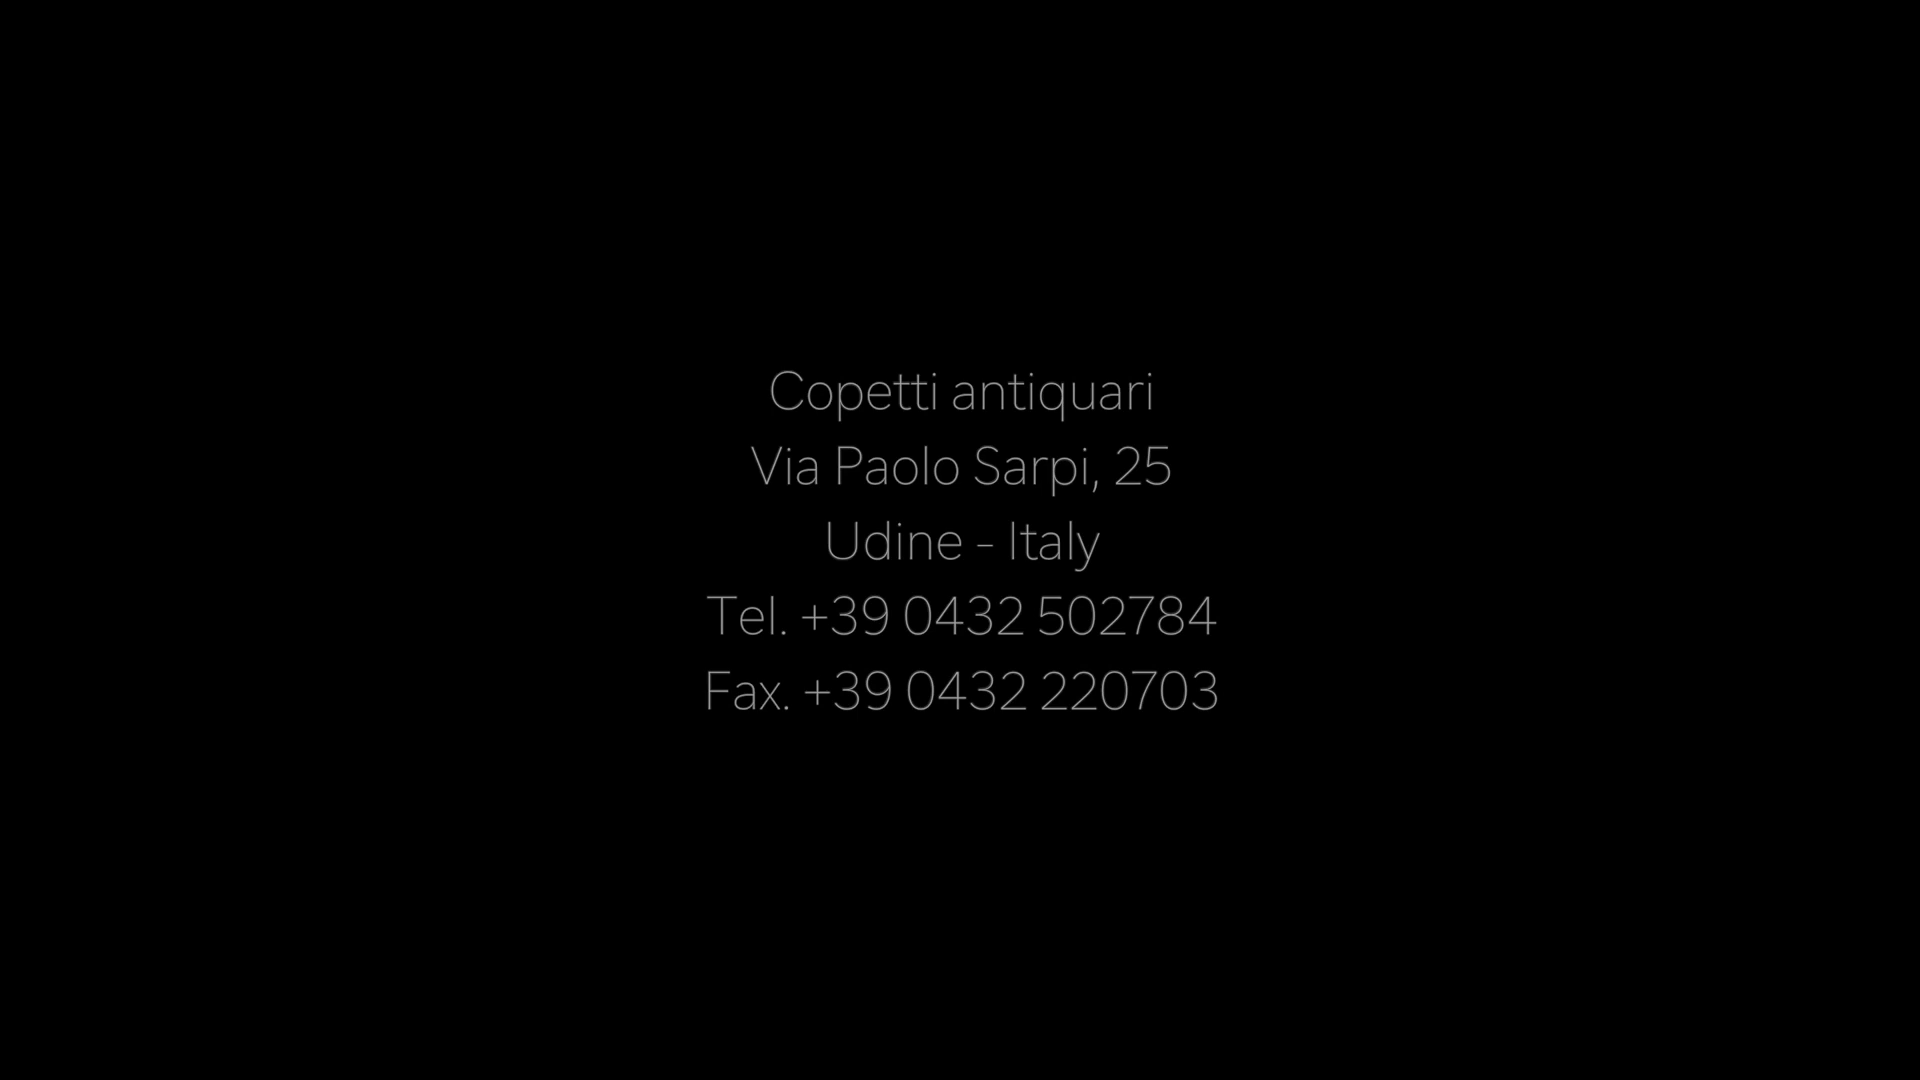 Copetti antiquari
Via Paolo Sarpi, 25
Udine - Italy
Tel. +39 0432 502784
Fax. +39 0432 220703